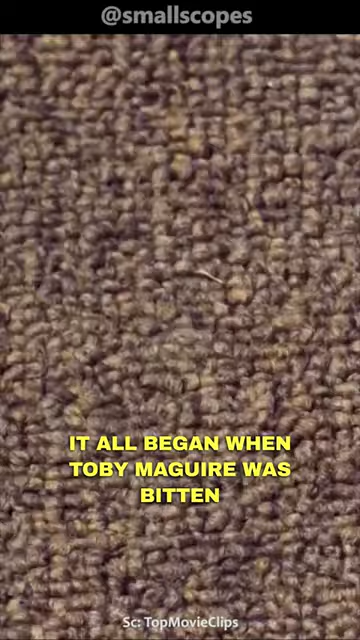 @smallscopes
IT ALL BEGAN WHEN
TOBY MAGUIRE WAS
BITTEN
Sc: TopMovieClips